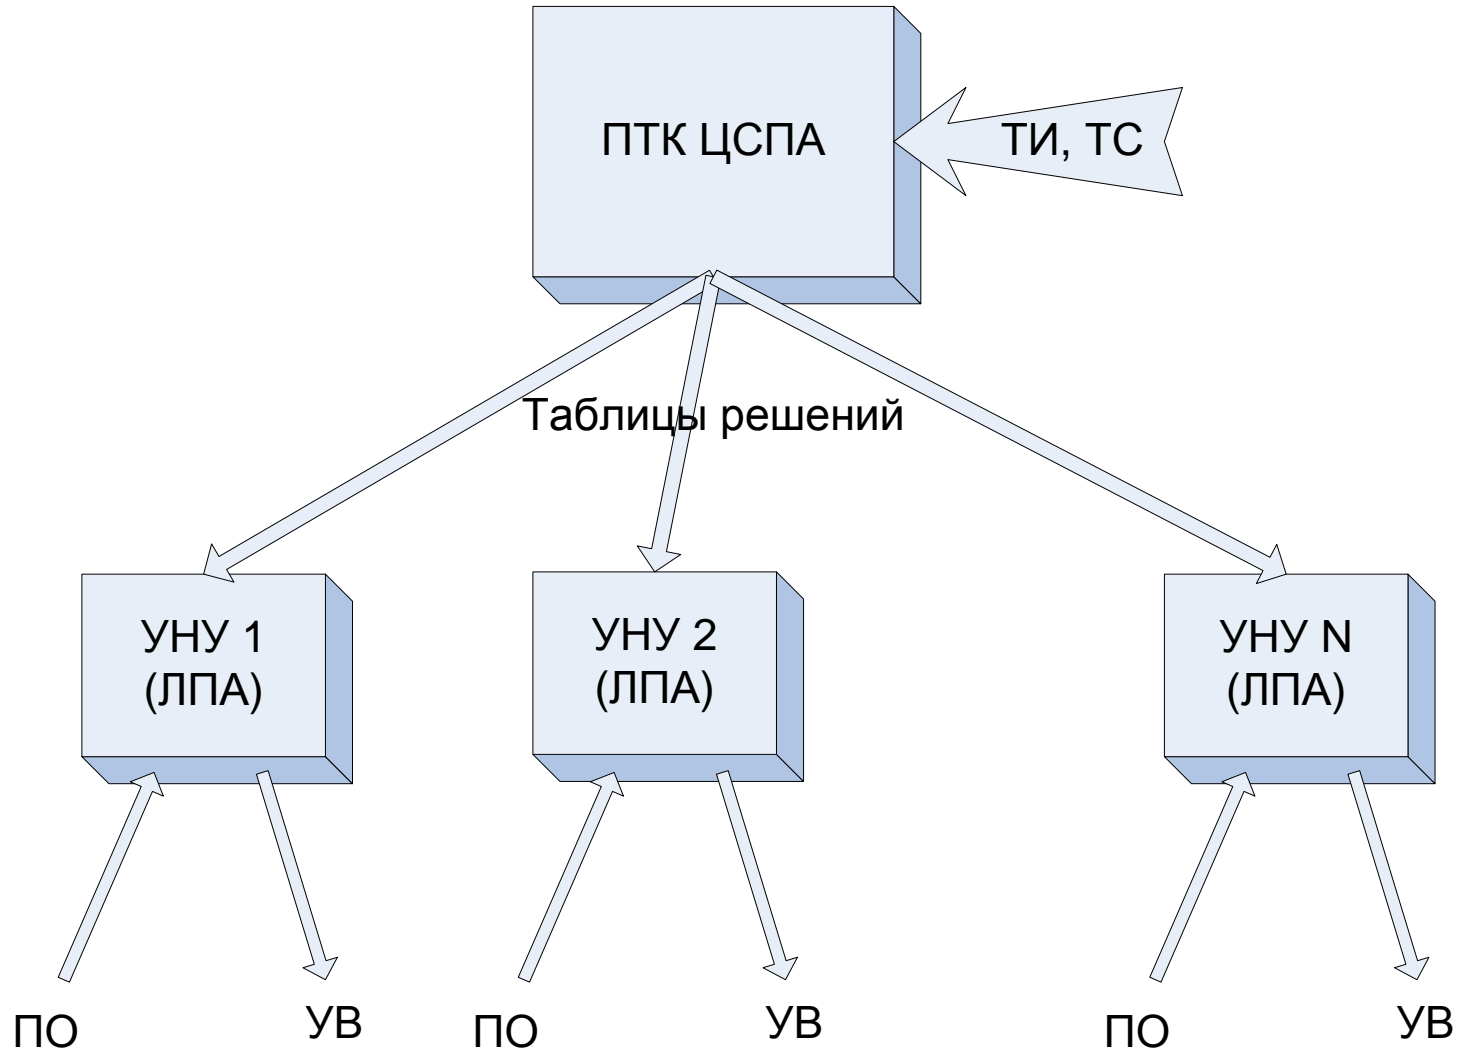 ПТК ЦСПА
ТИ, ТС
Таблицы решений
УНУ 1
(ЛПА)
УНУ 2
(ЛПА)
УНУ N
(ЛПА)
ПО
УВ
ПО
УВ
ПО
УВ